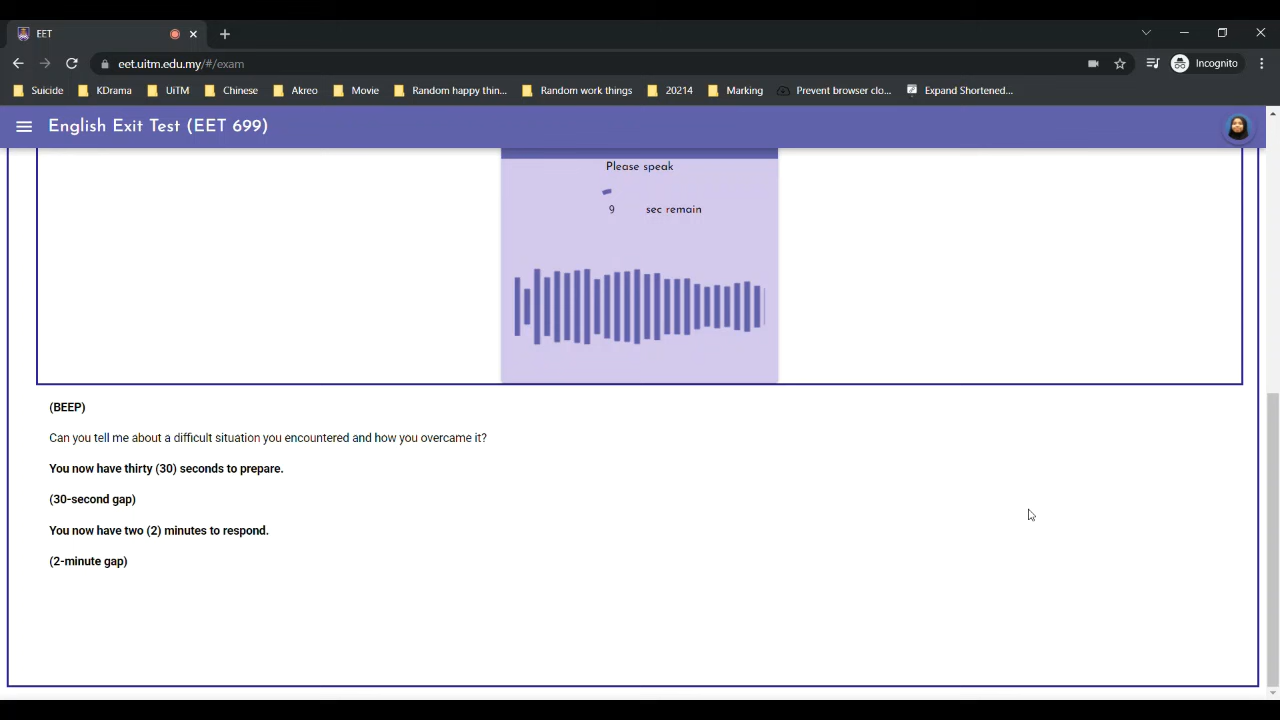 EET
eet.uitm.edu.my/#/exam
Incognito
Suicide
KDrama
UiTM
Chinese
Akreo
Movie
Random happy thin...
Random work things
20214
Marking
Prevent browser clo...
Expand Shortened...
English Exit Test (EET 699)
Please speak
9 sec remain
(BEEP)
Can you tell me about a difficult situation you encountered and how you overcame it?
You now have thirty (30) seconds to prepare.
(30-second gap)
You now have two (2) minutes to respond.
(2-minute gap)